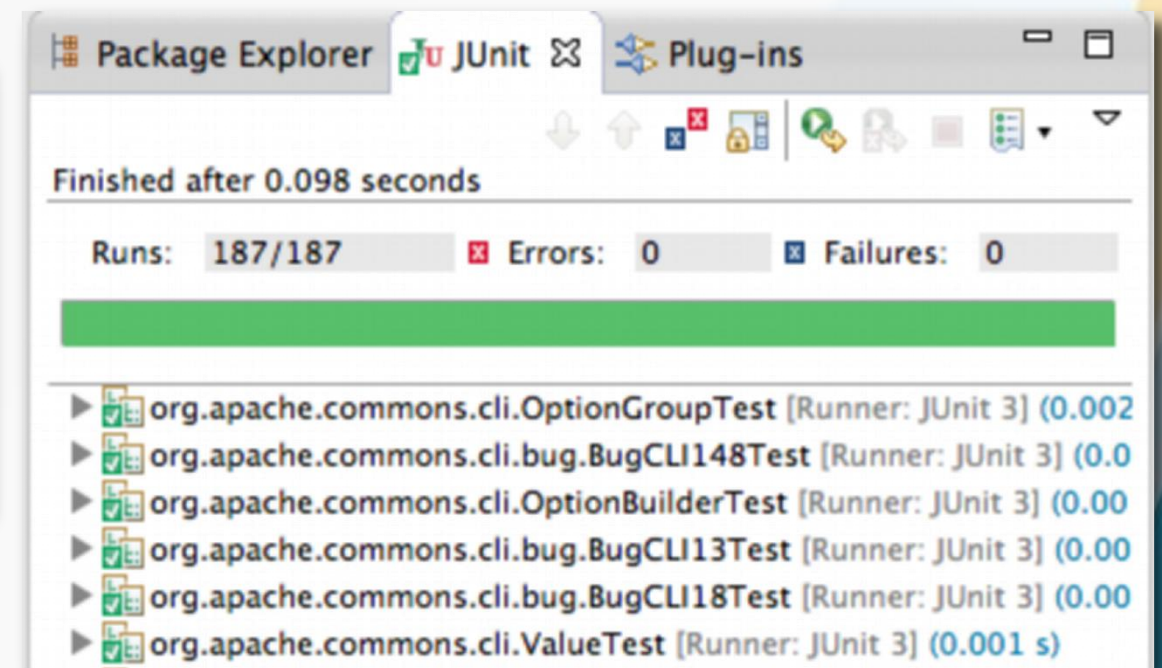 Package Explorer JUnit Plug-ins
Finished after 0.098 seconds
Runs: 187/187 Errors: 0 Failures: 0
org.apache.commons.cli.OptionGroupTest [Runner: JUnit 3] (0.002
org.apache.commons.cli.bug.BugCLI148Test [Runner: JUnit 3] (0.0
org.apache.commons.cli.OptionBuilderTest [Runner: JUnit 3] (0.00
org.apache.commons.cli.bug.BugCLI13Test [Runner: JUnit 3] (0.00
org.apache.commons.cli.bug.BugCLI18Test [Runner: JUnit 3] (0.00
org.apache.commons.cli.ValueTest [Runner: JUnit 3] (0.001 s)